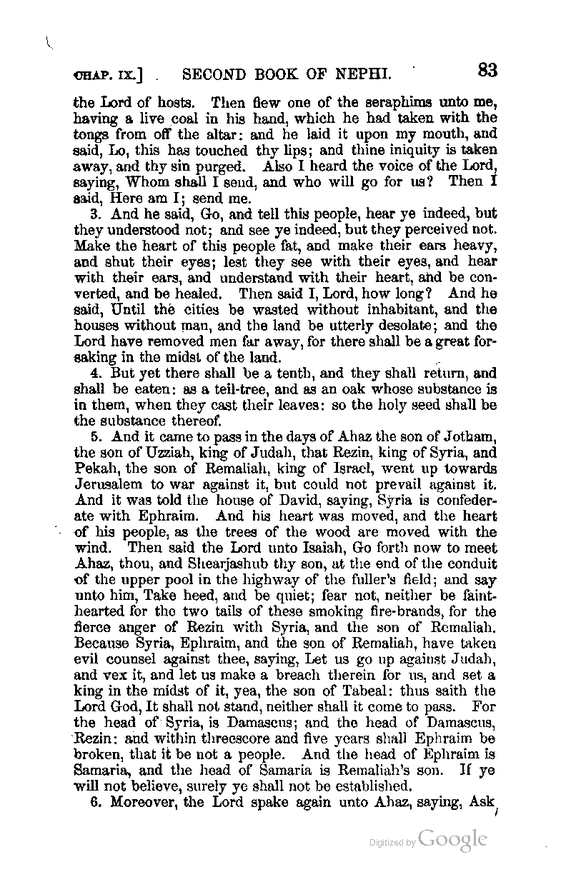 CHAP. IX.] SECOND BOOK OF NEPHI. 83
the Lord of hosts. Then flew one of the seraphims unto me,
having a live coal in his hand, which he had taken with the
tongs from off the altar: and he laid it upon my mouth, and
said, Lo, this has touched thy lips; and thine iniquity is taken
away, and thy sin purged. Also I heard the voice of the Lord,
saying, Whom shall I send, and who will go for us? Then I
said, Here am I; send me.
3. And he said, Go, and tell this people, hear ye indeed, but
they understood not; and see ye indeed, but they perceived not.
Make the heart of this people fat, and make their ears heavy,
and shut their eyes; lest they see with their eyes, and hear
with their ears, and understand with their heart, and be con-
verted, and be healed. Then said I, Lord, how long? And he
said, Until the cities be wasted without inhabitant, and the
houses without man, and the land be utterly desolate; and the
Lord have removed men far away, for there shall be a great for-
saking in the midst of the land.
4. But yet there shall be a tenth, and they shall return, and
shall be eaten: as a teil-tree, and as an oak whose substance is
in them, when they cast their leaves: so the holy seed shall be
the substance thereof.
5. And it came to pass in the days of Ahaz the son of Jotham,
the son of Uzziah, king of Judah, that Rezin, king of Syria, and
Pekah, the son of Remaliah, king of Israel, went up towards
Jerusalem to war against it, but could not prevail against it.
And it was told the house of David, saying, Syria is confeder-
ate with Ephraim. And his heart was moved, and the heart
of his people, as the trees of the wood are moved with the
wind. Then said the Lord unto Isaiah, Go forth now to meet
Ahaz, thou, and Shearjashub thy son, at the end of the conduit
of the upper pool in the highway of the fuller's field; and say
unto him, Take heed, and be quiet; fear not, neither be faint-
hearted for the two tails of these smoking fire-brands, for the
fierce anger of Rezin with Syria, and the son of Remaliah.
Because Syria, Ephraim, and the son of Remaliah, have taken
evil counsel against thee, saying, Let us go up against Judah,
and vex it, and let us make a breach therein for us, and set a
king in the midst of it, yea, the son of Tabeal: thus saith the
Lord God, It shall not stand, neither shall it come to pass. For
the head of Syria, is Damascus; and the head of Damascus,
Rezin: and within threescore and five years shall Ephraim be
broken, that it be not a people. And the head of Ephraim is
Samaria, and the head of Samaria is Remaliah's son. If ye
will not believe, surely ye shall not be established.
6. Moreover, the Lord spake again unto Ahaz, saying, Ask
Digitized by Google